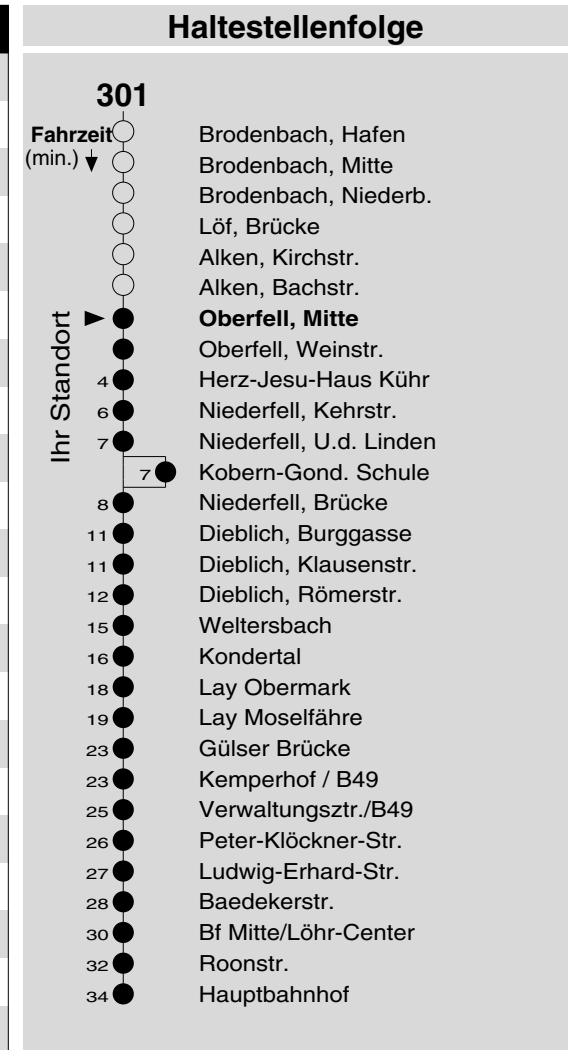 Haltestellenfolge
301
Fahrzeit
(min.)
Brodenbach, Hafen
Brodenbach, Mitte
Brodenbach, Niederb.
Löf, Brücke
Alken, Kirchstr.
Alken, Bachstr.
Ihr Standort
Oberfell, Mitte
Oberfell, Weinstr.
4 Herz-Jesu-Haus Kühr
6 Niederfell, Kehrstr.
7 Niederfell, U.d. Linden
7 Kobern-Gond. Schule
8 Niederfell, Brücke
11 Dieblich, Burggasse
11 Dieblich, Klausenstr.
12 Dieblich, Römerstr.
15 Weltersbach
16 Kondertal
18 Lay Obermark
19 Lay Moselfähre
23 Gülser Brücke
23 Kemperhof / B49
25 Verwaltungsztr./B49
26 Peter-Klöckner-Str.
27 Ludwig-Erhard-Str.
28 Baedekerstr.
30 Bf Mitte/Löhr-Center
32 Roonstr.
34 Hauptbahnhof